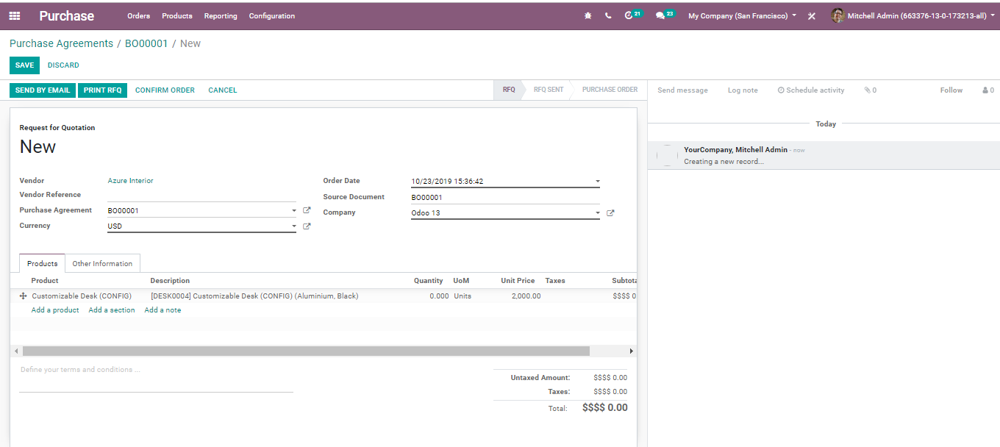 Purchase Orders Products Reporting Configuration 21 23 My Company (San Francisco) Mitchell Admin (663376-13-0-173213-all)
Purchase Agreements / BO00001 / New
SAVE DISCARD
SEND BY EMAIL PRINT RFQ CONFIRM ORDER CANCEL RFQ RFQ SENT PURCHASE ORDER
Send message Log note Schedule activity 0 Follow 0
Today
YourCompany, Mitchell Admin - now
Creating a new record...
Request for Quotation
New
Vendor Azure Interior
Vendor Reference
Purchase Agreement BO00001
Currency USD
Order Date 10/23/2019 15:36:42
Source Document BO00001
Company Odoo 13
Products Other Information
Product Description Quantity UoM Unit Price Taxes Subtota
Customizable Desk (CONFIG) [DESK0004] Customizable Desk (CONFIG) (Aluminium, Black) 0.000 Units 2,000.00 $$$$ 0
Add a product Add a section Add a note
Define your terms and conditions ...
Untaxed Amount: $$$$ 0.00
Taxes: $$$$ 0.00
Total: $$$$ 0.00